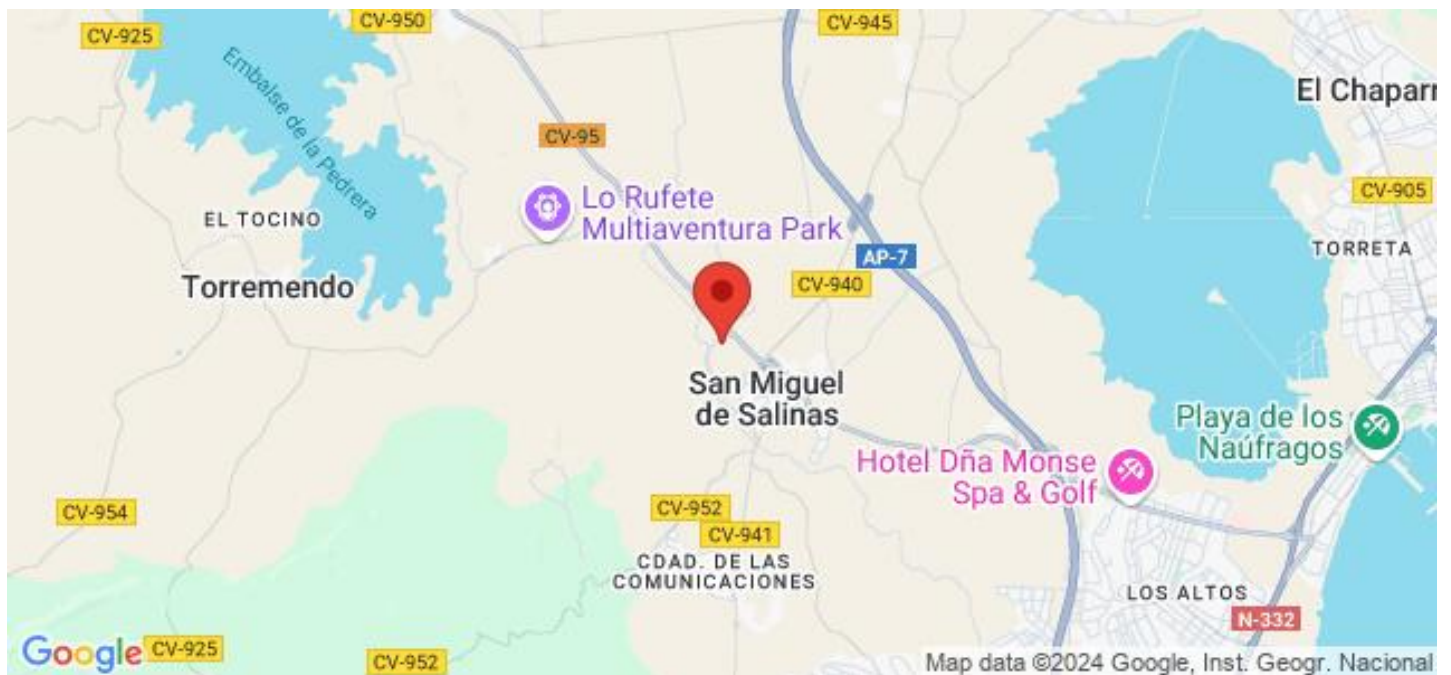 CV-925
CV-950
CV-945
Embalse de la Pedrera
El Chaparr
CV-95
CV-905
Lo Rufete
Multiaventura Park
EL TOCINO
TORRETA
AP-7
Torremendo
CV-940
San Miguel
de Salinas
Playa de los
Naúfragos
Hotel Dña Monse
Spa & Golf
CV-954
CV-952
CV-941
CDAD. DE LAS
COMUNICACIONES
LOS ALTOS
N-332
Google
CV-925
CV-952
Map data ©2024 Google, Inst. Geogr. Nacional